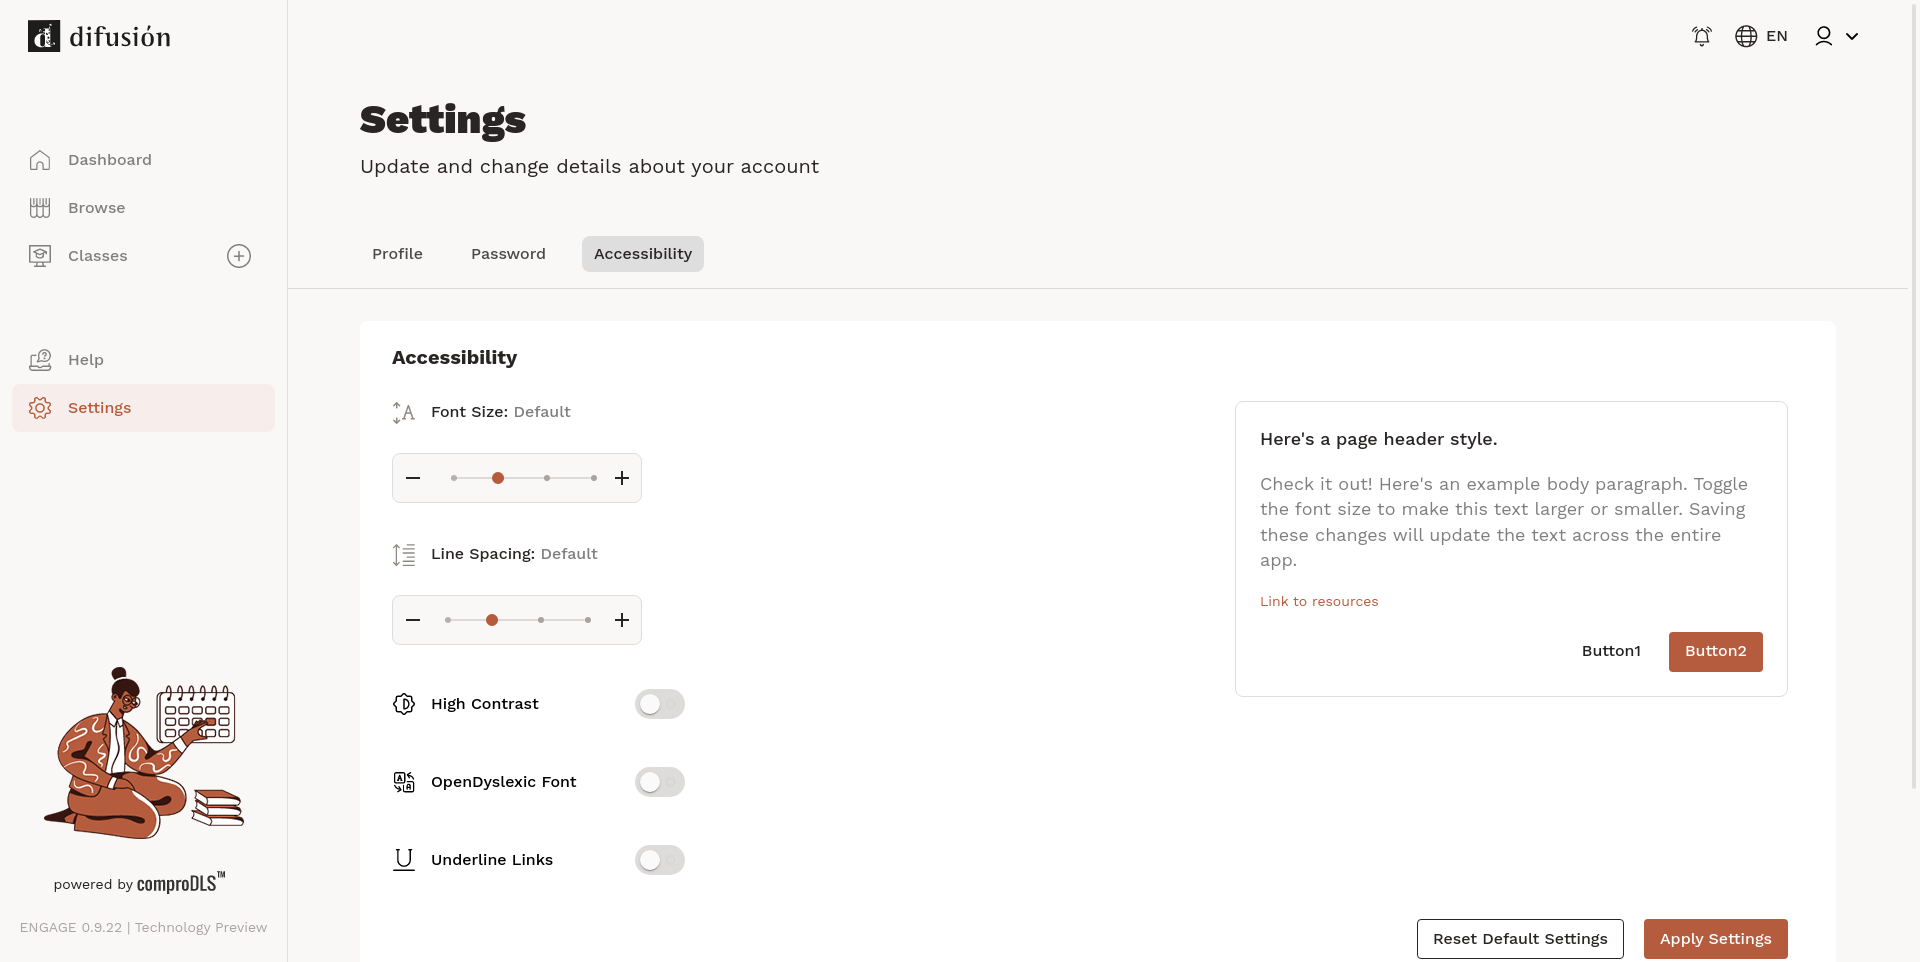 difusión
EN
Dashboard
Browse
Classes
Help
Settings
powered by comproDLS™
ENGAGE 0.9.22 | Technology Preview
Settings
Update and change details about your account
Profile
Password
Accessibility
Accessibility
Font Size: Default
Line Spacing: Default
High Contrast
OpenDyslexic Font
Underline Links
Here's a page header style.
Check it out! Here's an example body paragraph. Toggle
the font size to make this text larger or smaller. Saving
these changes will update the text across the entire
app.
Link to resources
Button1
Button2
Reset Default Settings
Apply Settings